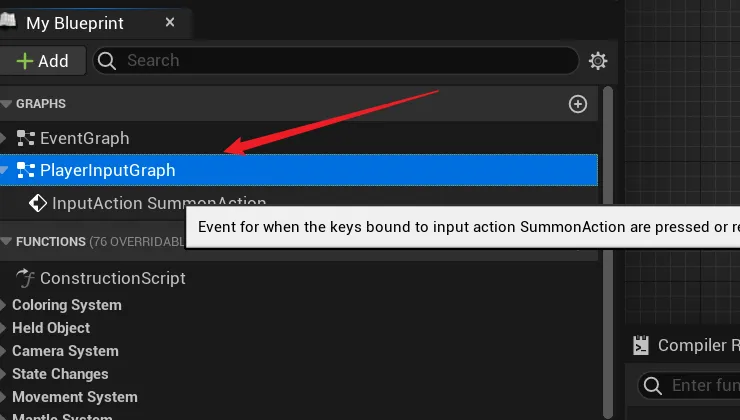 My Blueprint
Add
Search
GRAPHS
EventGraph
PlayerInputGraph
InputAction SummonAction
Event for when the keys bound to input action SummonAction are pressed or re
FUNCTIONS (76 OVERRIDABL
ConstructionScript
Coloring System
Held Object
Camera System
Compiler R
State Changes
Enter fun
Movement System
Mantle System